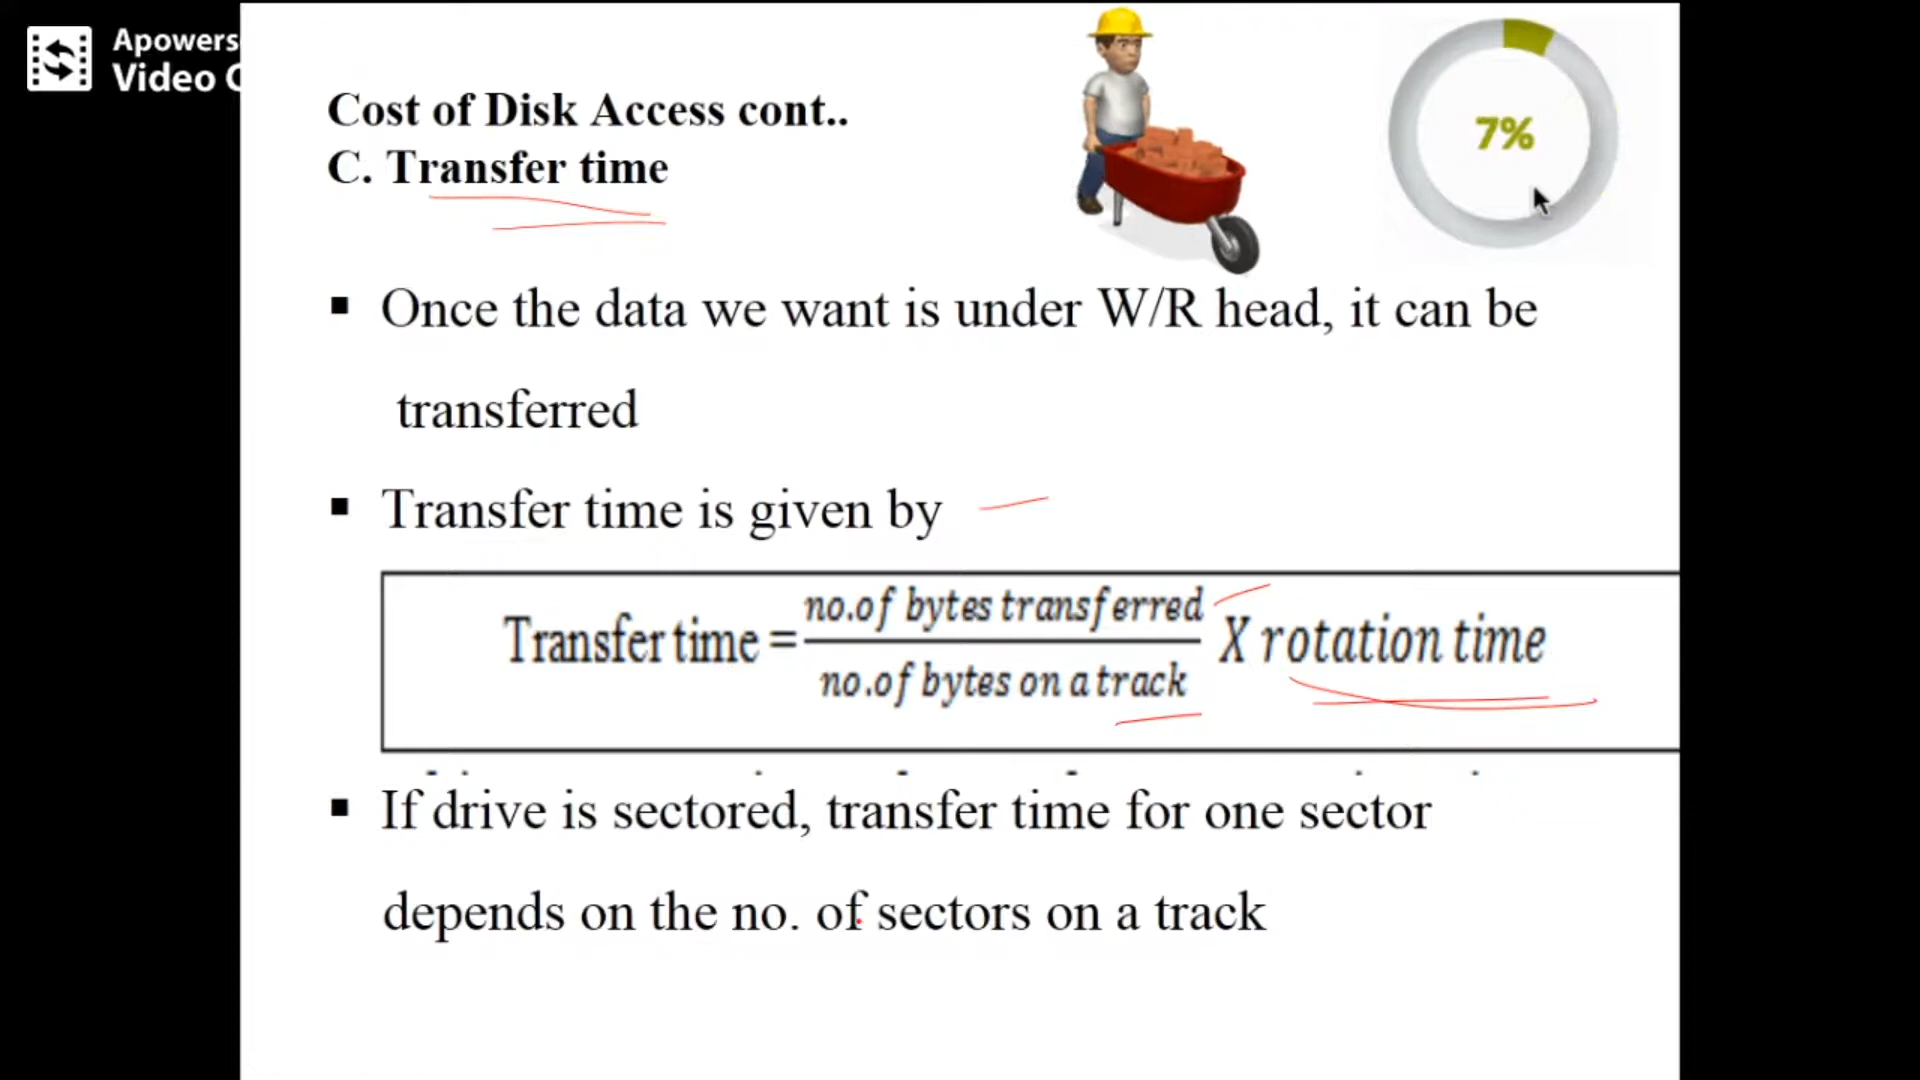 Apowers
Video
Cost of Disk Access cont..
C. Transfer time
7%
▪ Once the data we want is under W/R head, it can be
transferred
▪ Transfer time is given by
Transfer time = no.of bytes transferred / no.of bytes on a track X rotation time
▪ If drive is sectored, transfer time for one sector
depends on the no. of sectors on a track